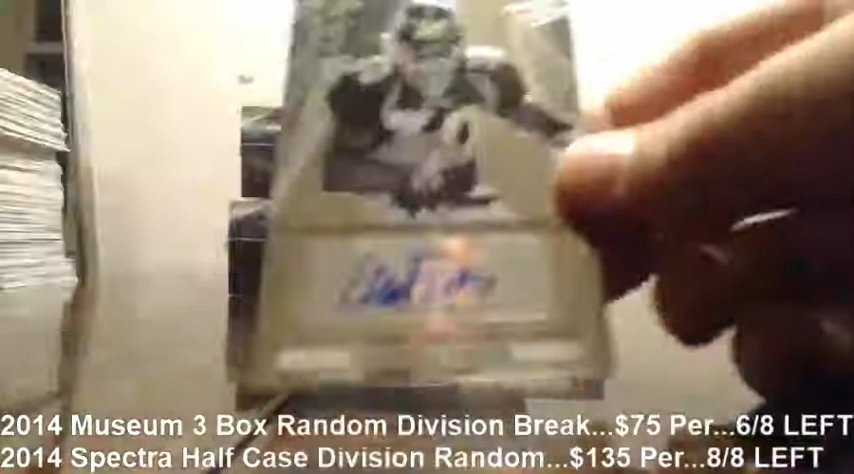 2014 Museum 3 Box Random Division Break...$75 Per...6/8 LEFT
2014 Spectra Half Case Division Random...$135 Per...8/8 LEFT